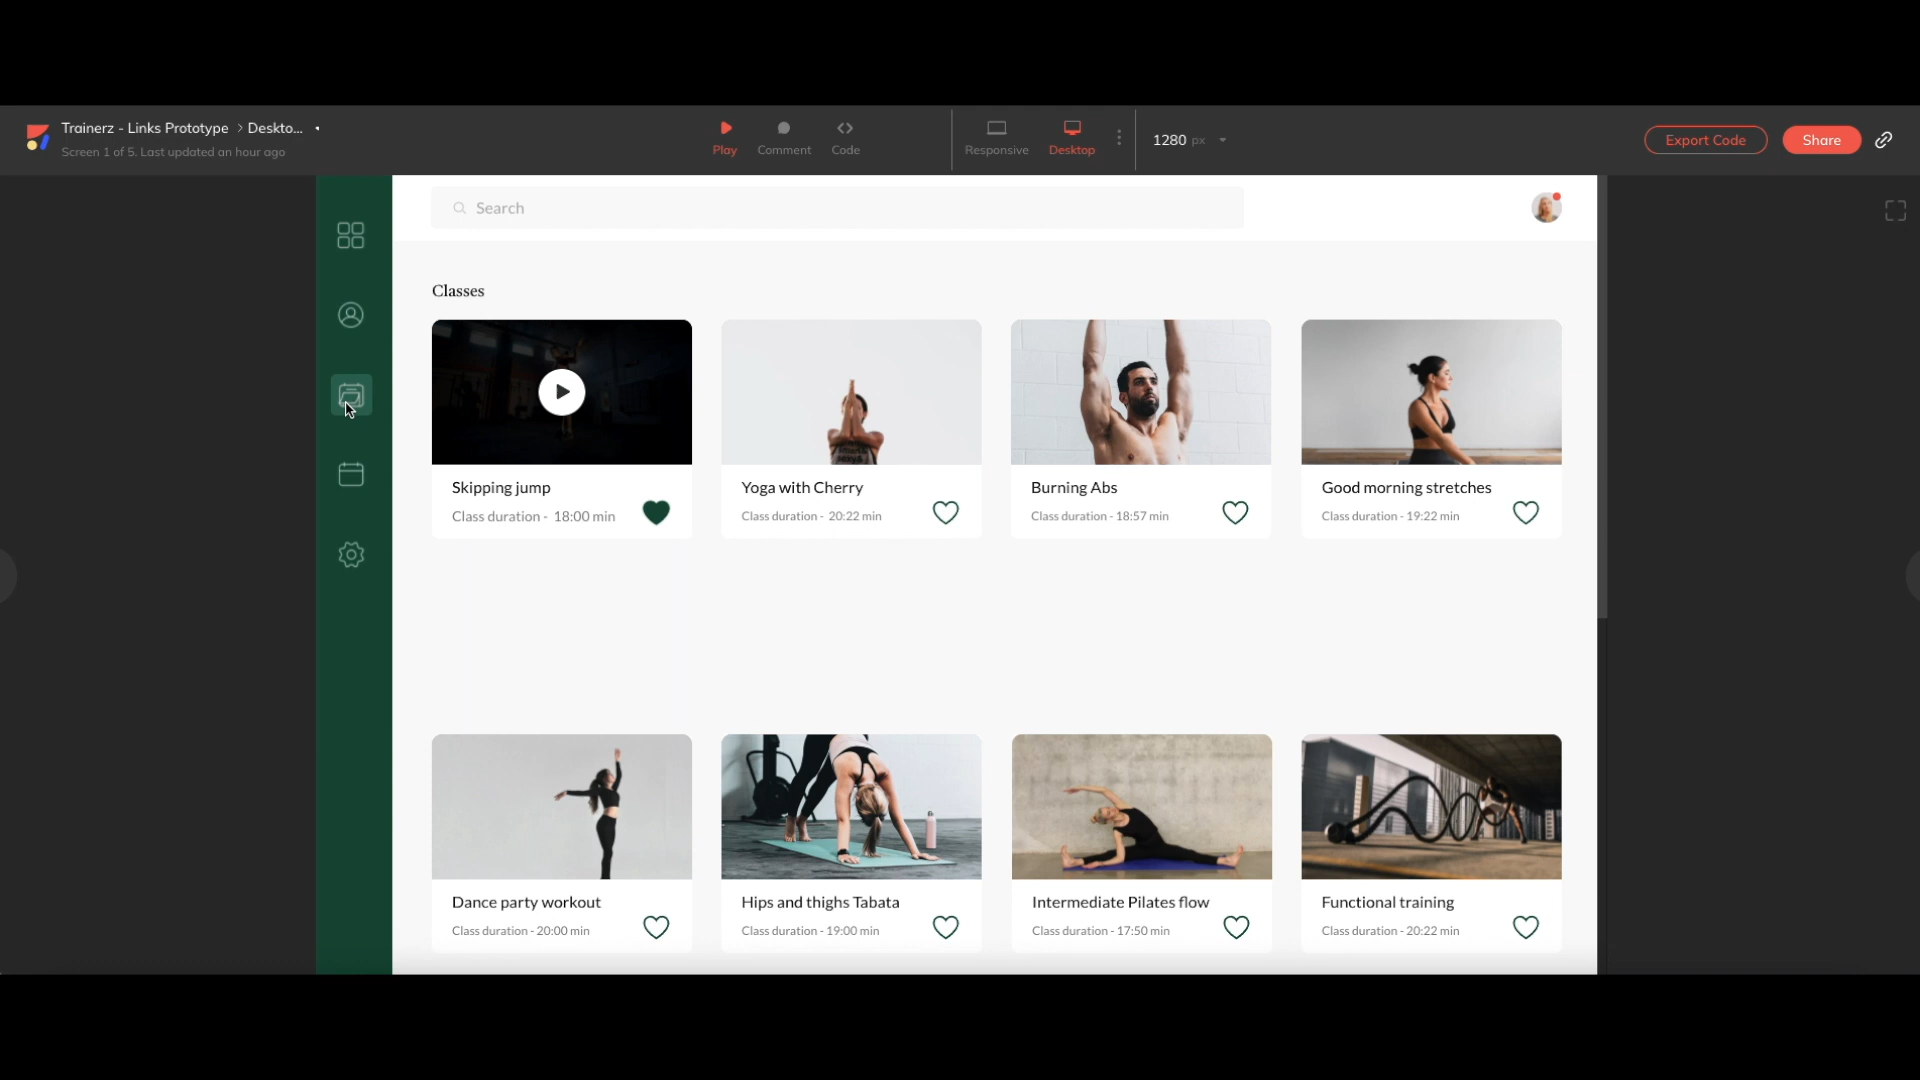 Trainerz - Links Prototype > Deskto...
Screen 1 of 5. Last updated an hour ago
Play
Comment
Code
Responsive
Desktop
1280 px
Export Code
Share
Search
Classes
Skipping jump
Class duration - 18:00 min
Yoga with Cherry
Class duration - 20:22 min
Burning Abs
Class duration - 18:57 min
Good morning stretches
Class duration - 19:22 min
Dance party workout
Class duration - 20:00 min
Hips and thighs Tabata
Class duration - 19:00 min
Intermediate Pilates flow
Class duration - 17:50 min
Functional training
Class duration - 20:22 min